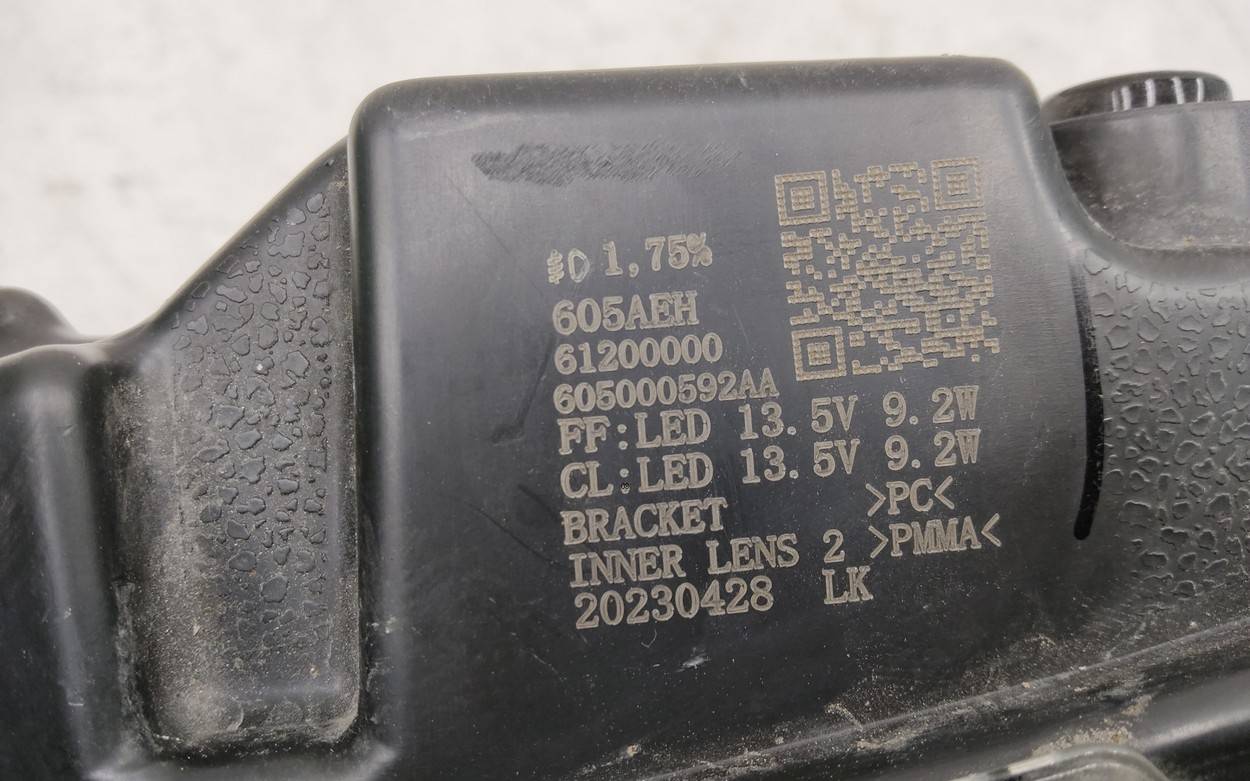 1,75%
605AEH
61200000
605000592AA
FF:LED 13.5V 9.2W
CL:LED 13.5V 9.2W
BRACKET >PC<
INNER LENS 2 >PMMA<
20230428 LK